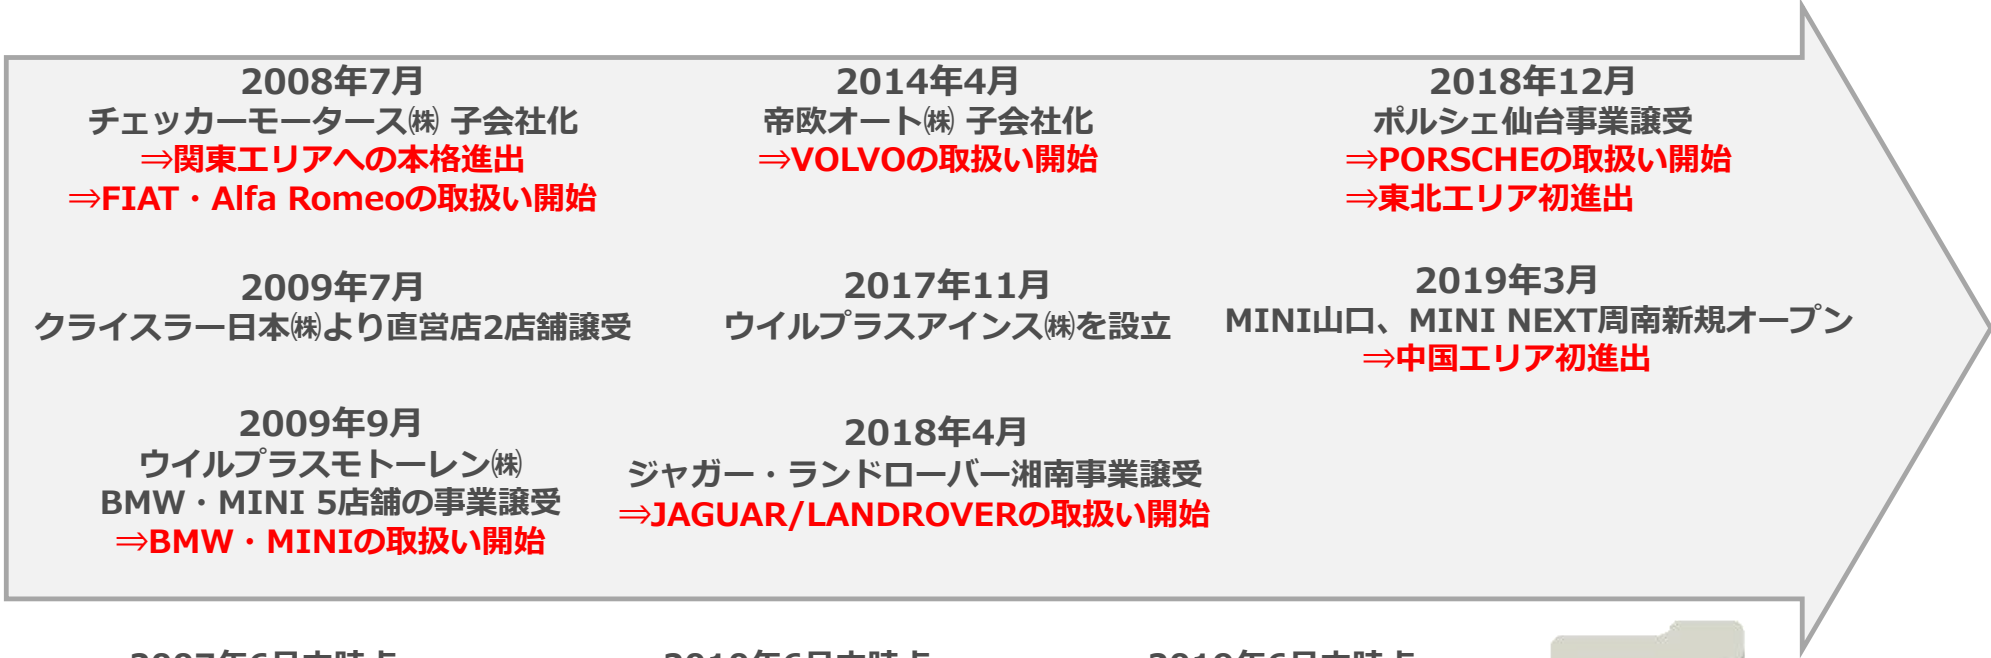 2008年7月
チェッカーモータース㈱ 子会社化
⇒関東エリアへの本格進出
⇒FIAT・Alfa Romeoの取扱い開始
2009年7月
クライスラー日本㈱より直営店2店舗譲受
2009年9月
ウイルプラスモトーレン㈱
BMW・MINI 5店舗の事業譲受
⇒BMW・MINIの取扱い開始
2014年4月
帝欧オート㈱ 子会社化
⇒VOLVOの取扱い開始
2017年11月
ウイルプラスアインス㈱を設立
2018年4月
ジャガー・ランドローバー湘南事業譲受
⇒JAGUAR/LANDROVERの取扱い開始
2018年12月
ポルシェ仙台事業譲受
⇒PORSCHEの取扱い開始
⇒東北エリア初進出
2019年3月
MINI山口、MINI NEXT周南新規オープン
⇒中国エリア初進出